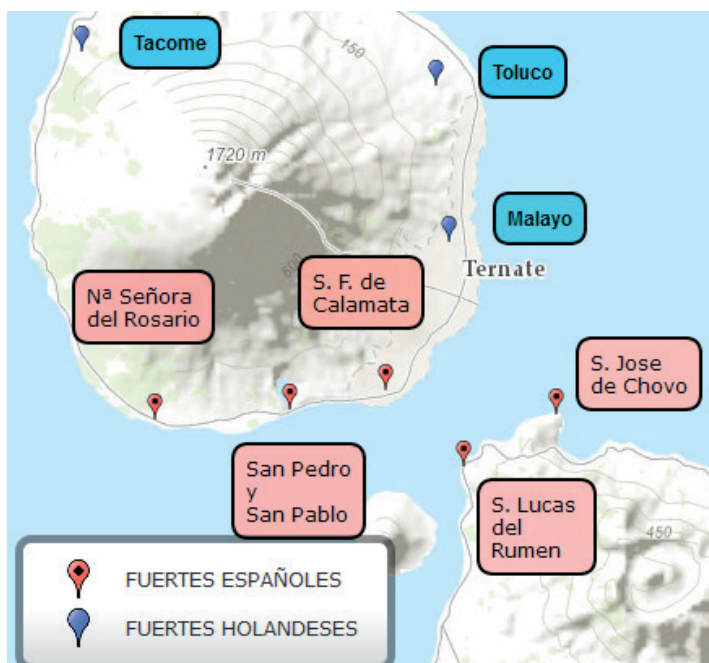 Tacome
150
Toluco
1720 m
Malayo
Ternate
600
Nª Señora
del Rosario
S. F. de
Calamata
S. Jose
de Chovo
San Pedro
y
San Pablo
S. Lucas
del
Rumen
450
FUERTES ESPAÑOLES
FUERTES HOLANDESES